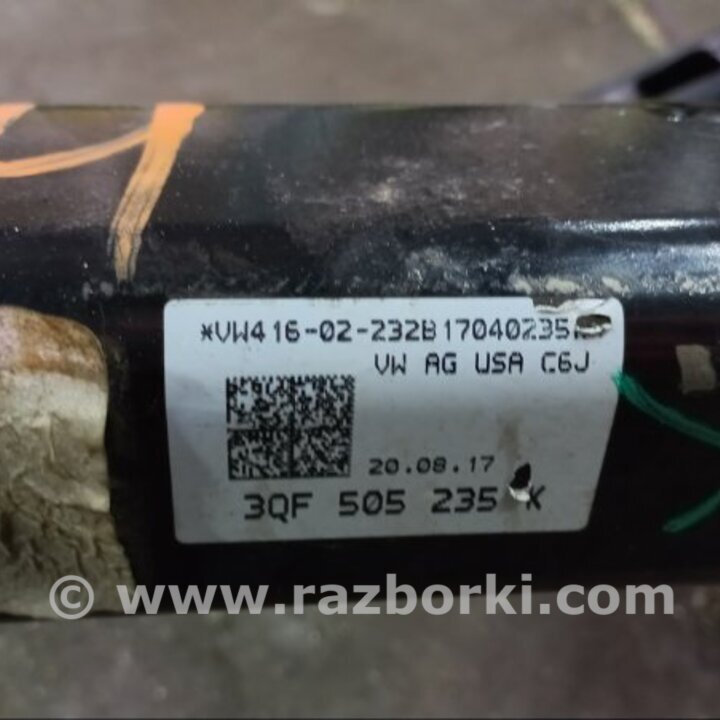 *VW416-02-232B17040235
VW AG USA C6J
20.08.17
3QF 505 235 K
© www.razborki.com